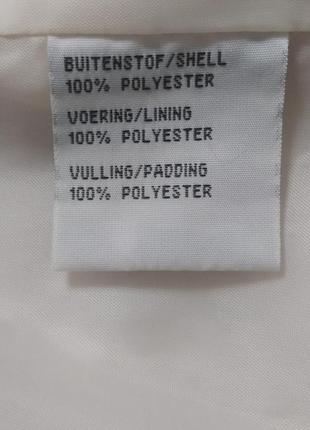 BUITENSTOF/SHELL
100% POLYESTER
VOERING/LINING
100% POLYESTER
VULLING/PADDING
100% POLYESTER